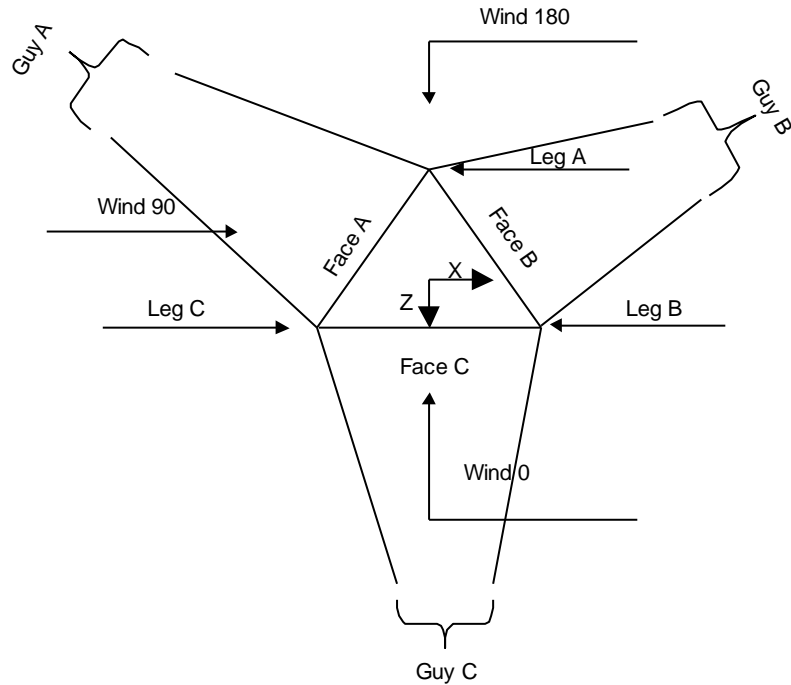 Wind 180
Guy A
Guy B
Leg A
Wind 90
Face A
Face B
X
Z
Leg C
Leg B
Face C
Wind 0
Guy C